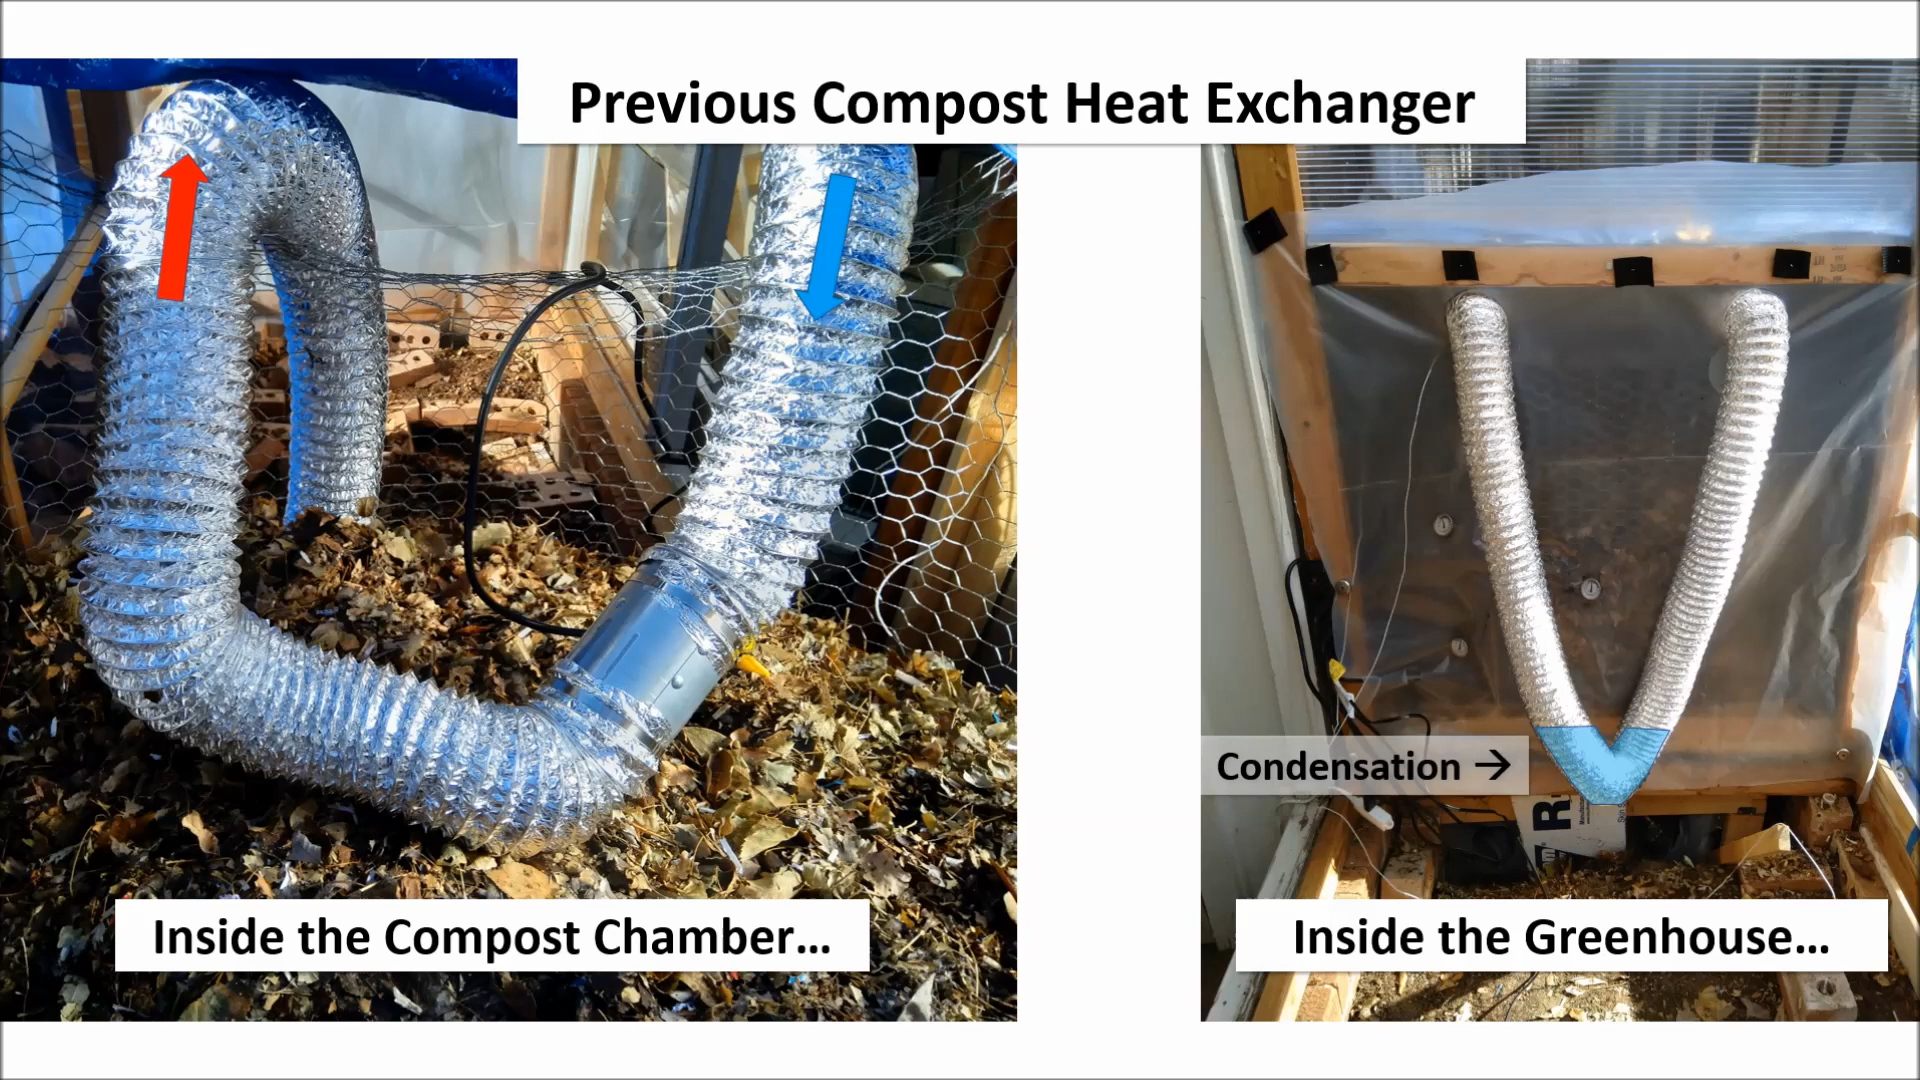 Previous Compost Heat Exchanger
Condensation →
R
Inside the Compost Chamber...
Inside the Greenhouse...